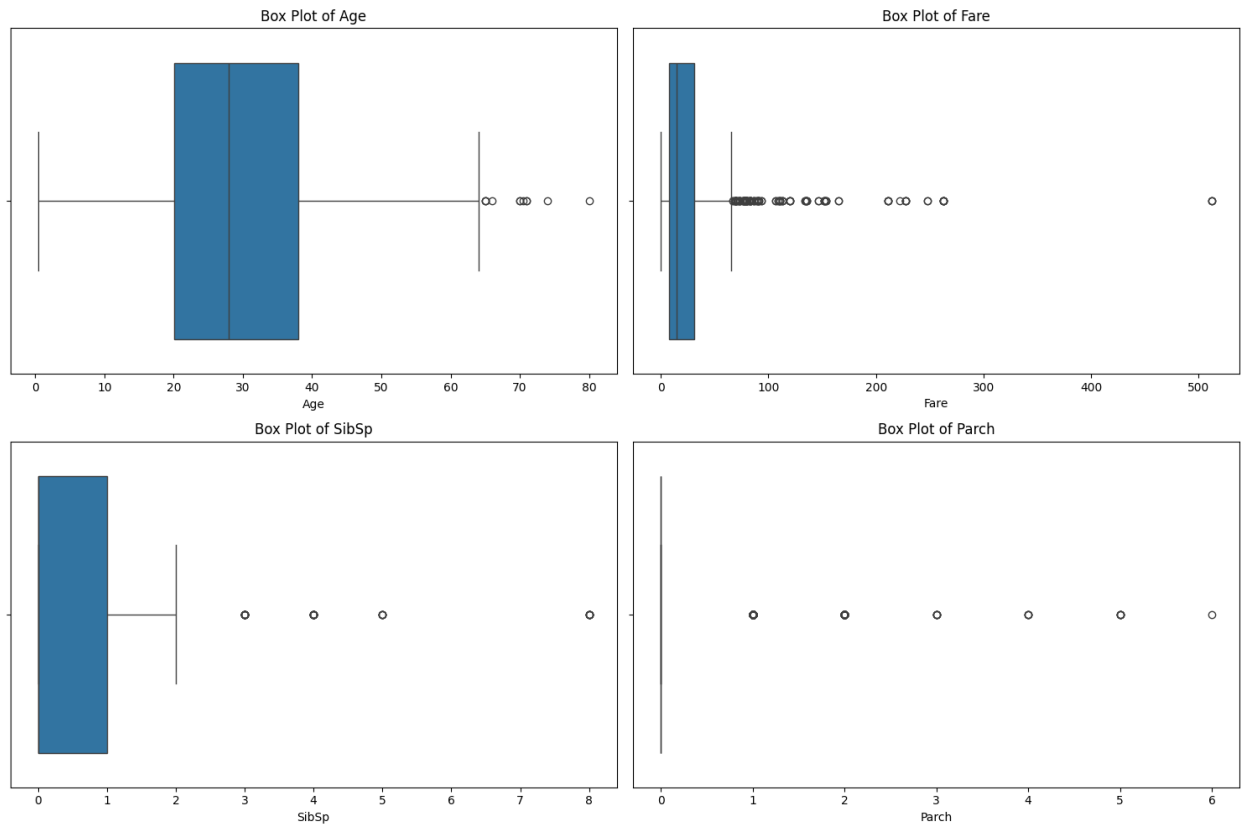 Box Plot of Age
0 10 20 30 40 50 60 70 80
Age
Box Plot of Fare
0 100 200 300 400 500
Fare
Box Plot of SibSp
0 1 2 3 4 5 6 7 8
SibSp
Box Plot of Parch
0 1 2 3 4 5 6
Parch